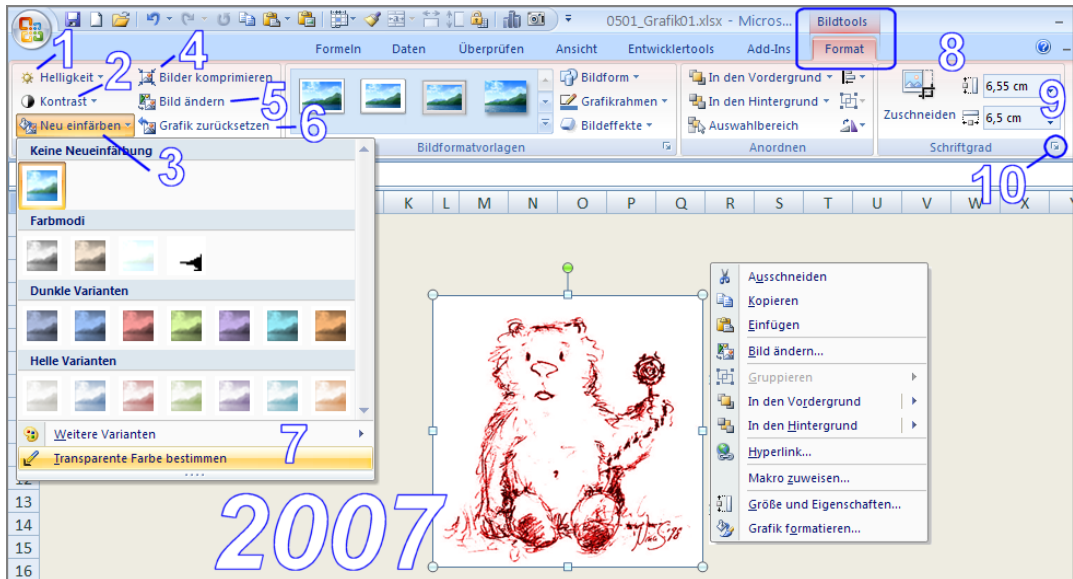 0501_Grafik01.xlsx - Micros...
Bildtools
Formeln Daten Überprüfen Ansicht Entwicklertools Add-Ins Format
1 2 4 8
Helligkeit Bilder komprimieren Bildform In den Vordergrund 6,55 cm
Kontrast Bild ändern 5 Grafikrahmen In den Hintergrund Zuschneiden 9
Neu einfärben Grafik zurücksetzen 6 Bildeffekte Auswahlbereich 6,5 cm
3 Bildformatvorlagen Anordnen Schriftgrad 10
Keine Neueinfärbung
K L M N O P Q R S T U V W X Y
Farbmodi
Dunkle Varianten
Helle Varianten
Weitere Varianten
7
Transparente Farbe bestimmen
Ausschneiden
Kopieren
Einfügen
Bild ändern...
Gruppieren
In den Vordergrund
In den Hintergrund
Hyperlink...
Makro zuweisen...
Größe und Eigenschaften...
Grafik formatieren...
2007
12
13
14
15
16